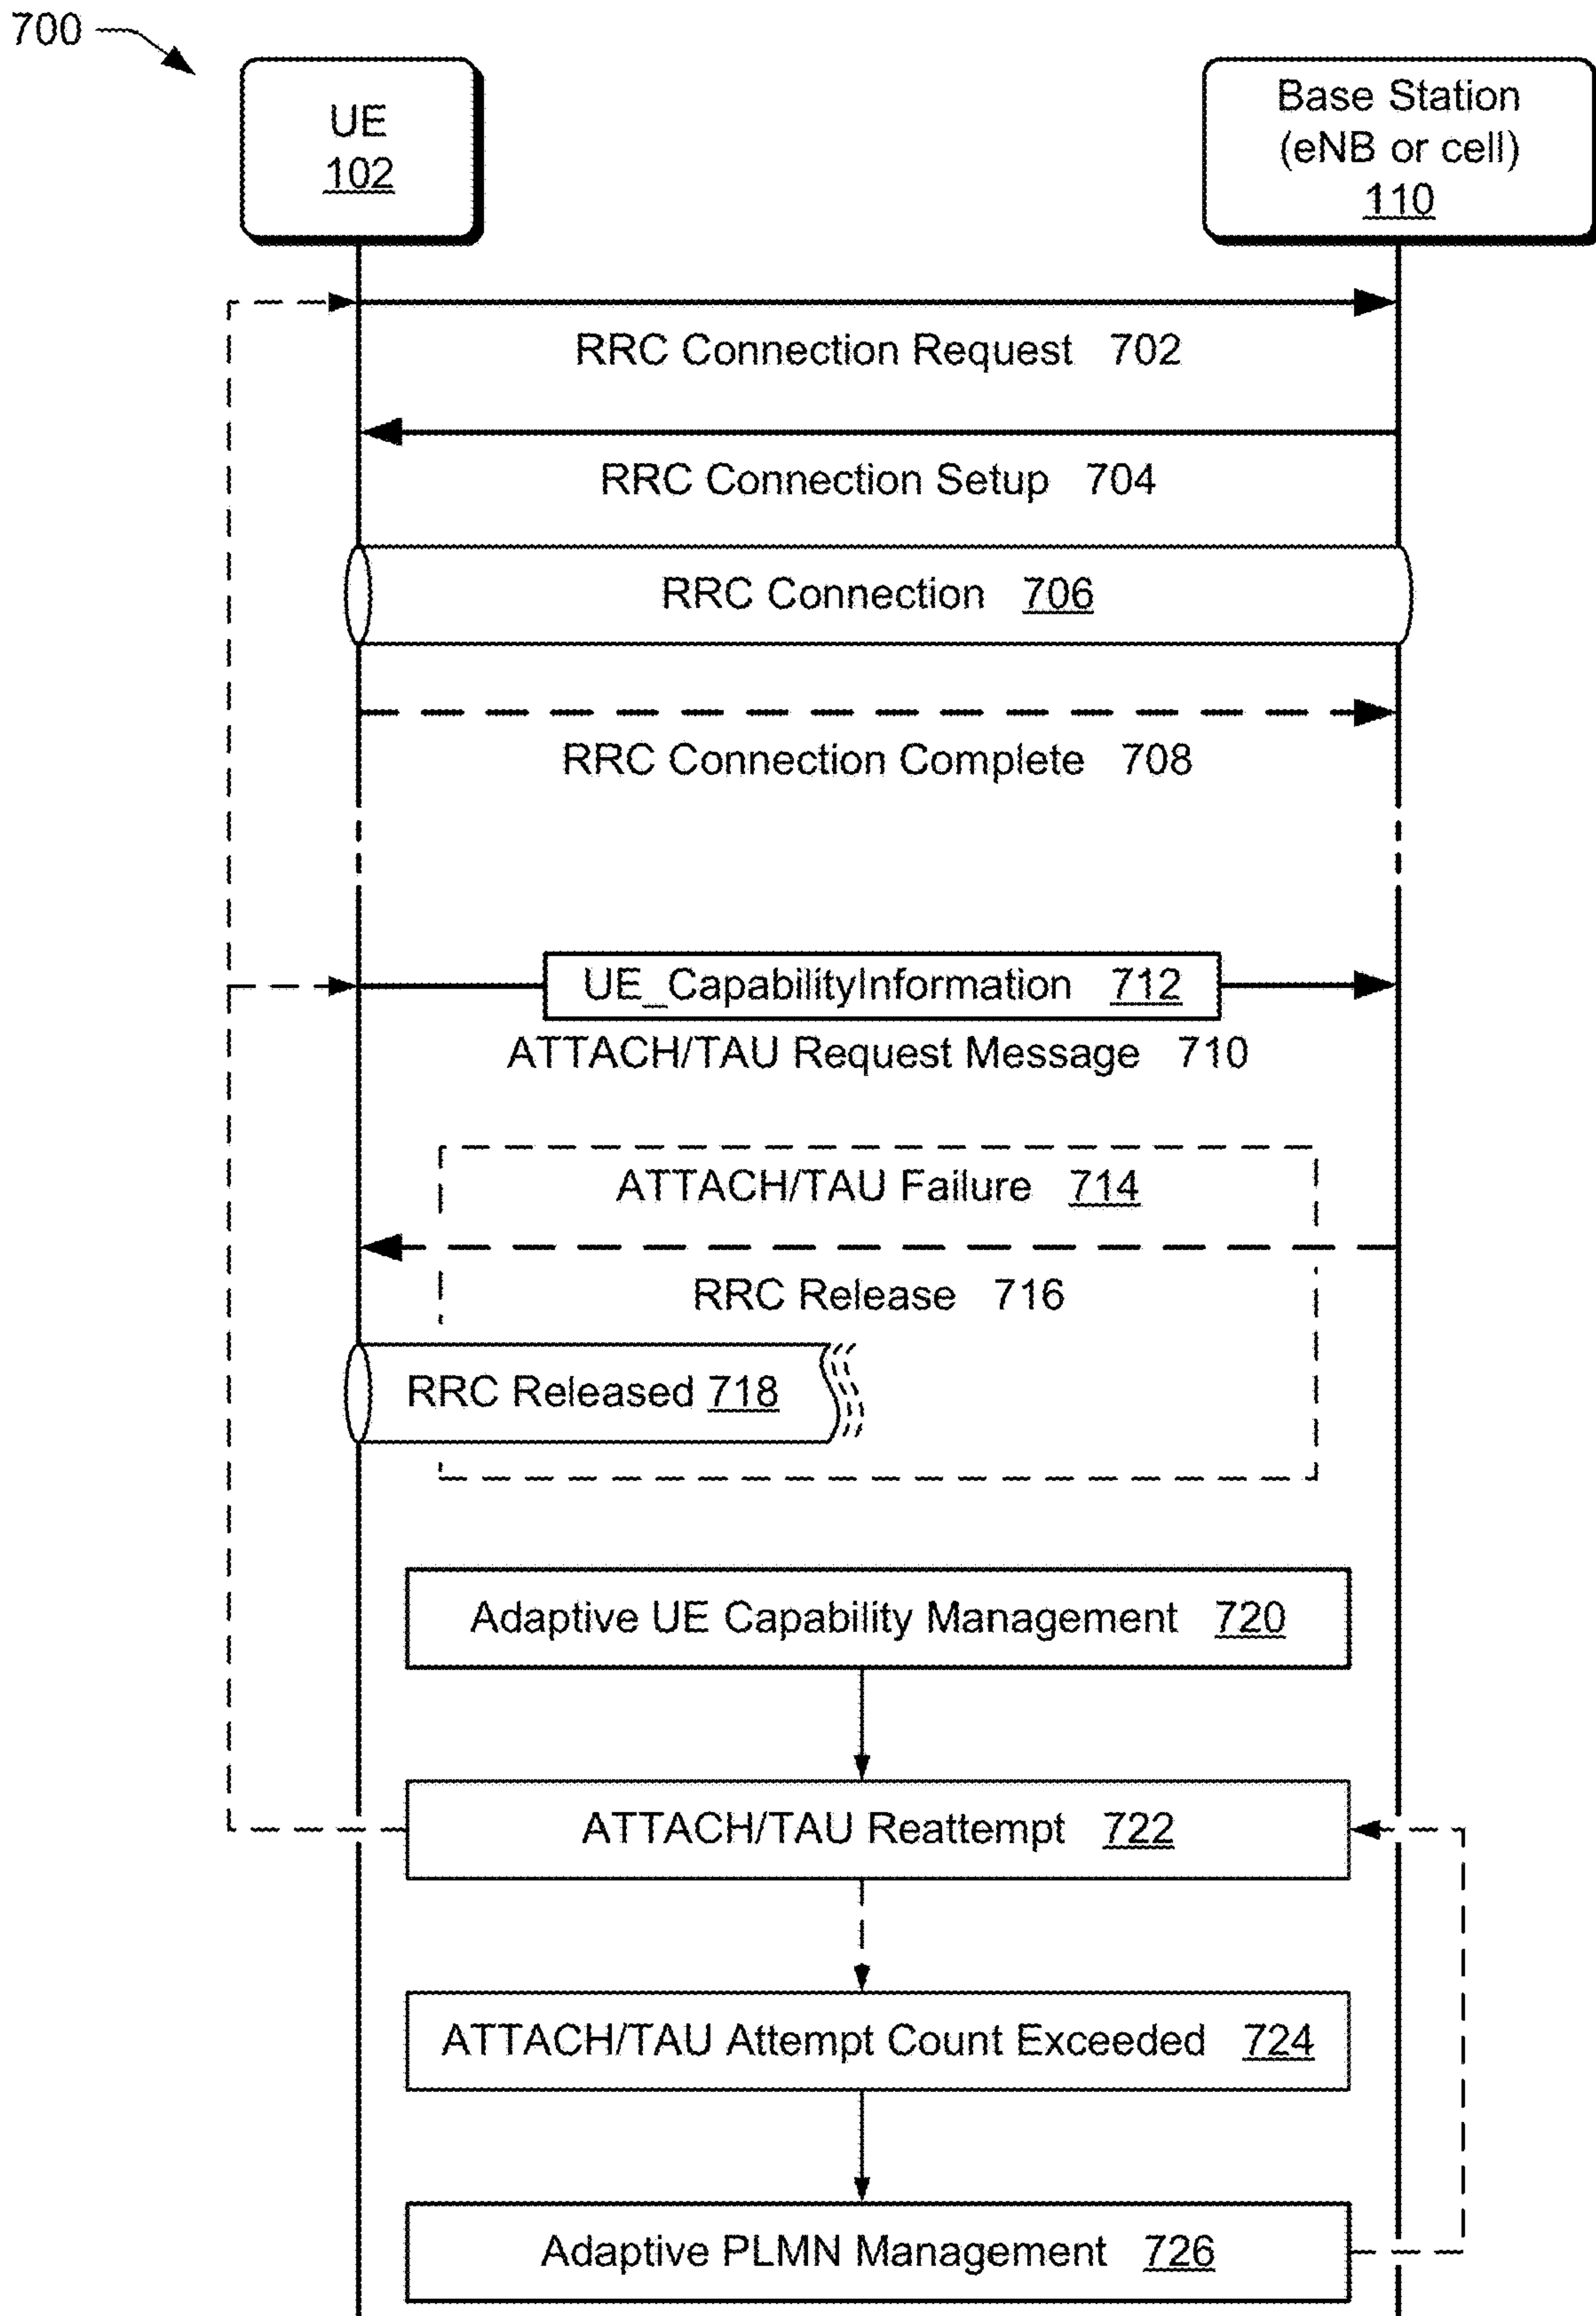 700
UE
102
Base Station
(eNB or cell)
110
RRC Connection Request 702
RRC Connection Setup 704
RRC Connection 706
RRC Connection Complete 708
UE_CapabilityInformation 712
ATTACH/TAU Request Message 710
ATTACH/TAU Failure 714
RRC Release 716
RRC Released 718
Adaptive UE Capability Management 720
ATTACH/TAU Reattempt 722
ATTACH/TAU Attempt Count Exceeded 724
Adaptive PLMN Management 726